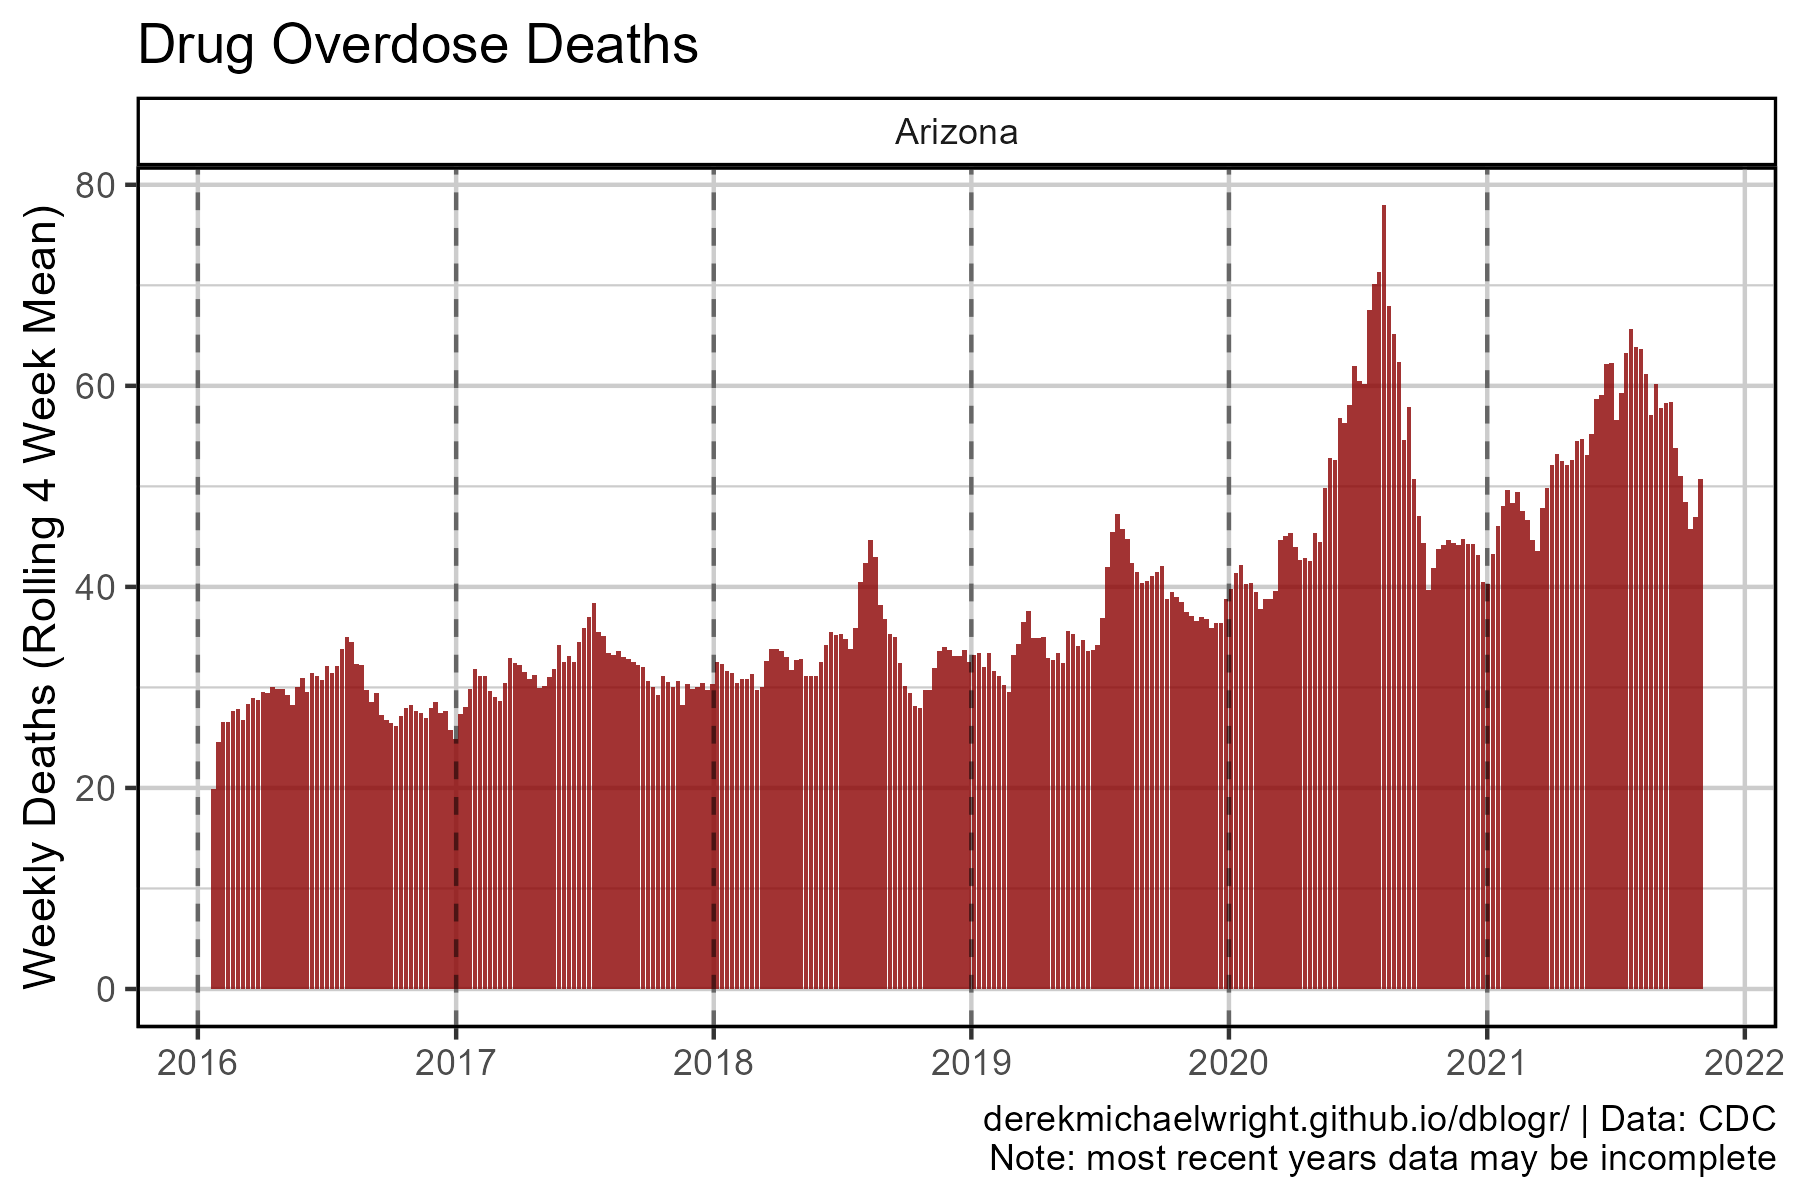 Drug Overdose Deaths
Arizona
Weekly Deaths (Rolling 4 Week Mean)
80
60
40
20
0
2016 2017 2018 2019 2020 2021 2022
derekmichaelwright.github.io/dblogr/ | Data: CDC
Note: most recent years data may be incomplete